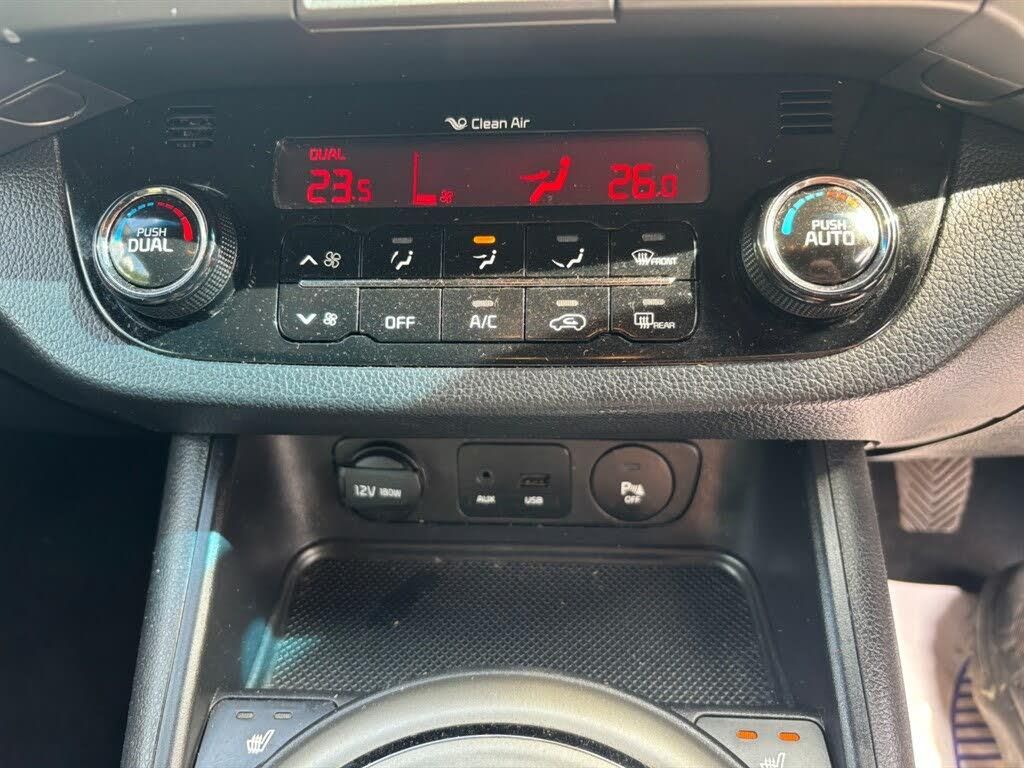 Clean Air
DUAL
23.5
26.0
PUSH
DUAL
PUSH
AUTO
FRONT
OFF
A/C
REAR
12V 180W
AUX
USB
P
OFF